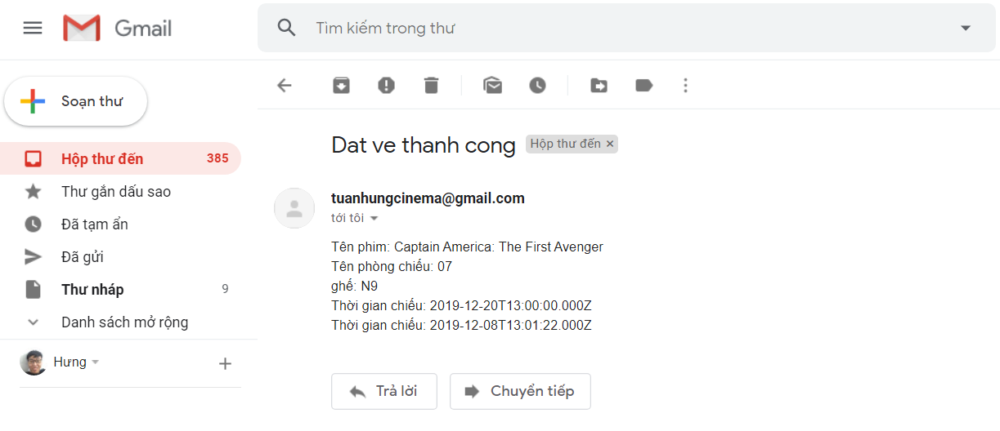 Gmail
Tìm kiếm trong thư
Soạn thư
Hộp thư đến 385
Thư gắn dấu sao
Đã tạm ẩn
Đã gửi
Thư nháp 9
Danh sách mở rộng
Hưng
Dat ve thanh cong Hộp thư đến ×
tuanhungcinema@gmail.com
tới tôi
Tên phim: Captain America: The First Avenger
Tên phòng chiếu: 07
ghế: N9
Thời gian chiếu: 2019-12-20T13:00:00.000Z
Thời gian chiếu: 2019-12-08T13:01:22.000Z
Trả lời
Chuyển tiếp